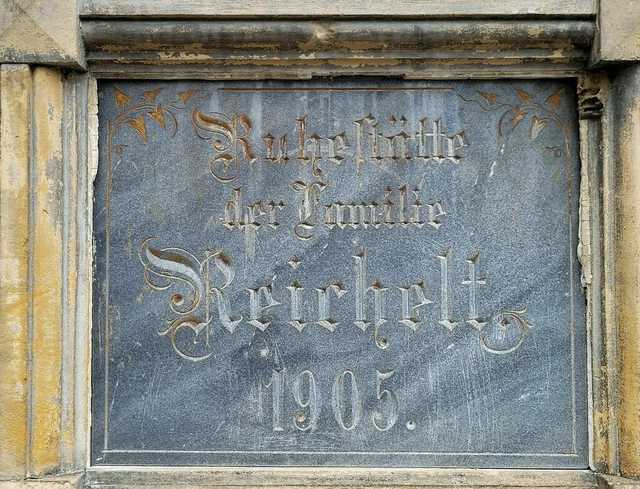 Ruheſtätte
der Familie
Reichelt
1905.